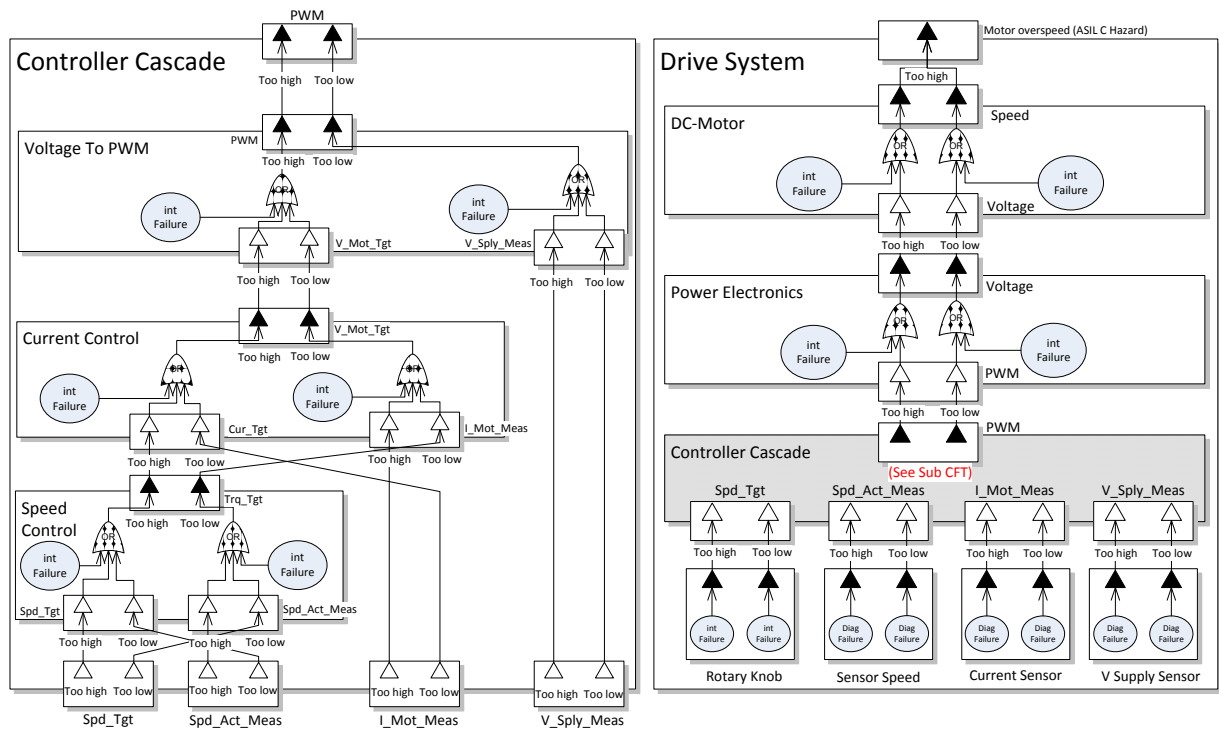 PWM
Controller Cascade
Too high
Too low
PWM
Voltage To PWM
Too high
Too low
OR
OR
int
Failure
int
Failure
V_Mot_Tgt
V_Sply_Meas
Too high
Too low
Too high
Too low
V_Mot_Tgt
Current Control
Too high
Too low
OR
OR
int
Failure
int
Failure
Cur_Tgt
I_Mot_Meas
Too high
Too low
Too high
Too low
Trq_Tgt
Speed
Control
Too high
Too low
OR
OR
int
Failure
int
Failure
Spd_Tgt
Spd_Act_Meas
Too high
Too low
Too high
Too low
Too high
Too low
Too high
Too low
Too high
Too low
Too high
Too low
Spd_Tgt
Spd_Act_Meas
I_Mot_Meas
V_Sply_Meas
Motor overspeed (ASIL C Hazard)
Drive System
Too high
Speed
DC-Motor
OR
OR
int
Failure
int
Failure
Voltage
Too high
Too low
Voltage
Power Electronics
OR
OR
int
Failure
int
Failure
PWM
Too high
Too low
PWM
Controller Cascade
(See Sub CFT)
Spd_Tgt
Spd_Act_Meas
I_Mot_Meas
V_Sply_Meas
Too high
Too low
Too high
Too low
Too high
Too low
Too high
Too low
int
Failure
int
Failure
Diag
Failure
Diag
Failure
Diag
Failure
Diag
Failure
Diag
Failure
Diag
Failure
Rotary Knob
Sensor Speed
Current Sensor
V Supply Sensor